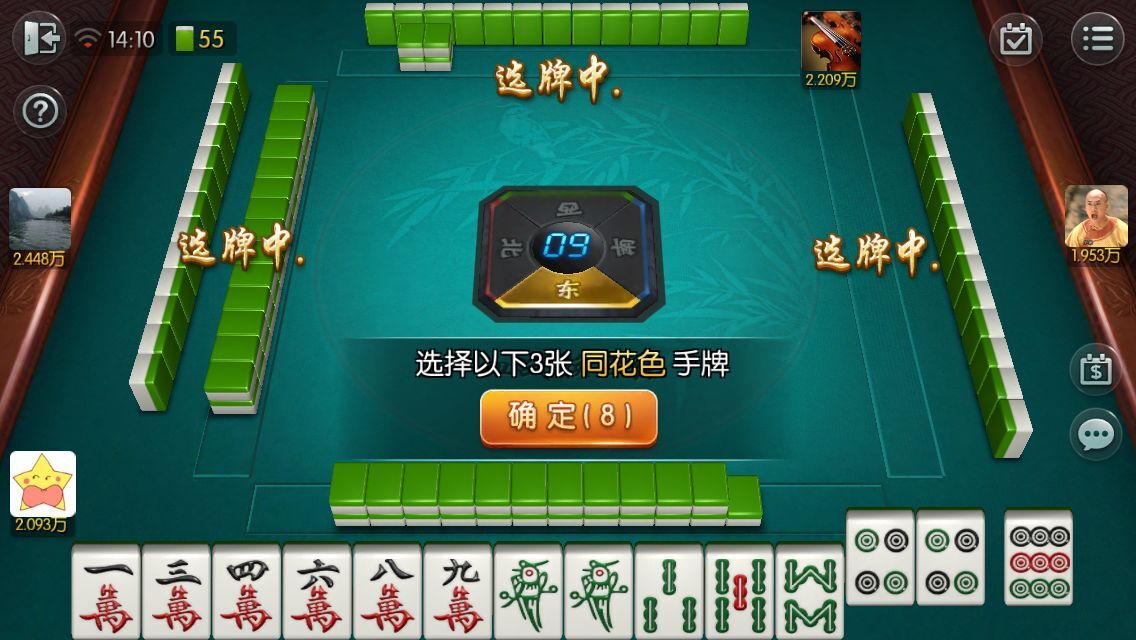 14:10
55
2.209万
选牌中.
2.448万
选牌中.
选牌中.
1.953万
西
北
09
南
东
选择以下3张 同花色 手牌
确定(8)
2.093万
一萬
三萬
四萬
六萬
八萬
九萬